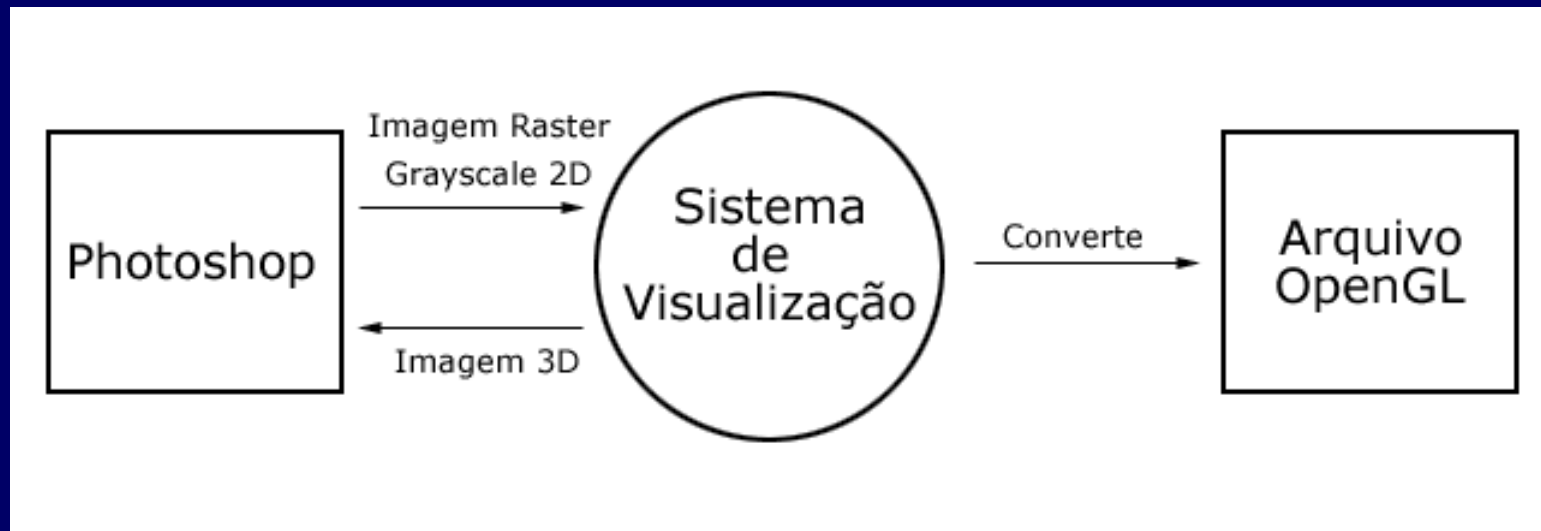 Photoshop
Imagem Raster
Grayscale 2D
Imagem 3D
Sistema
de
Visualização
Converte
Arquivo
OpenGL